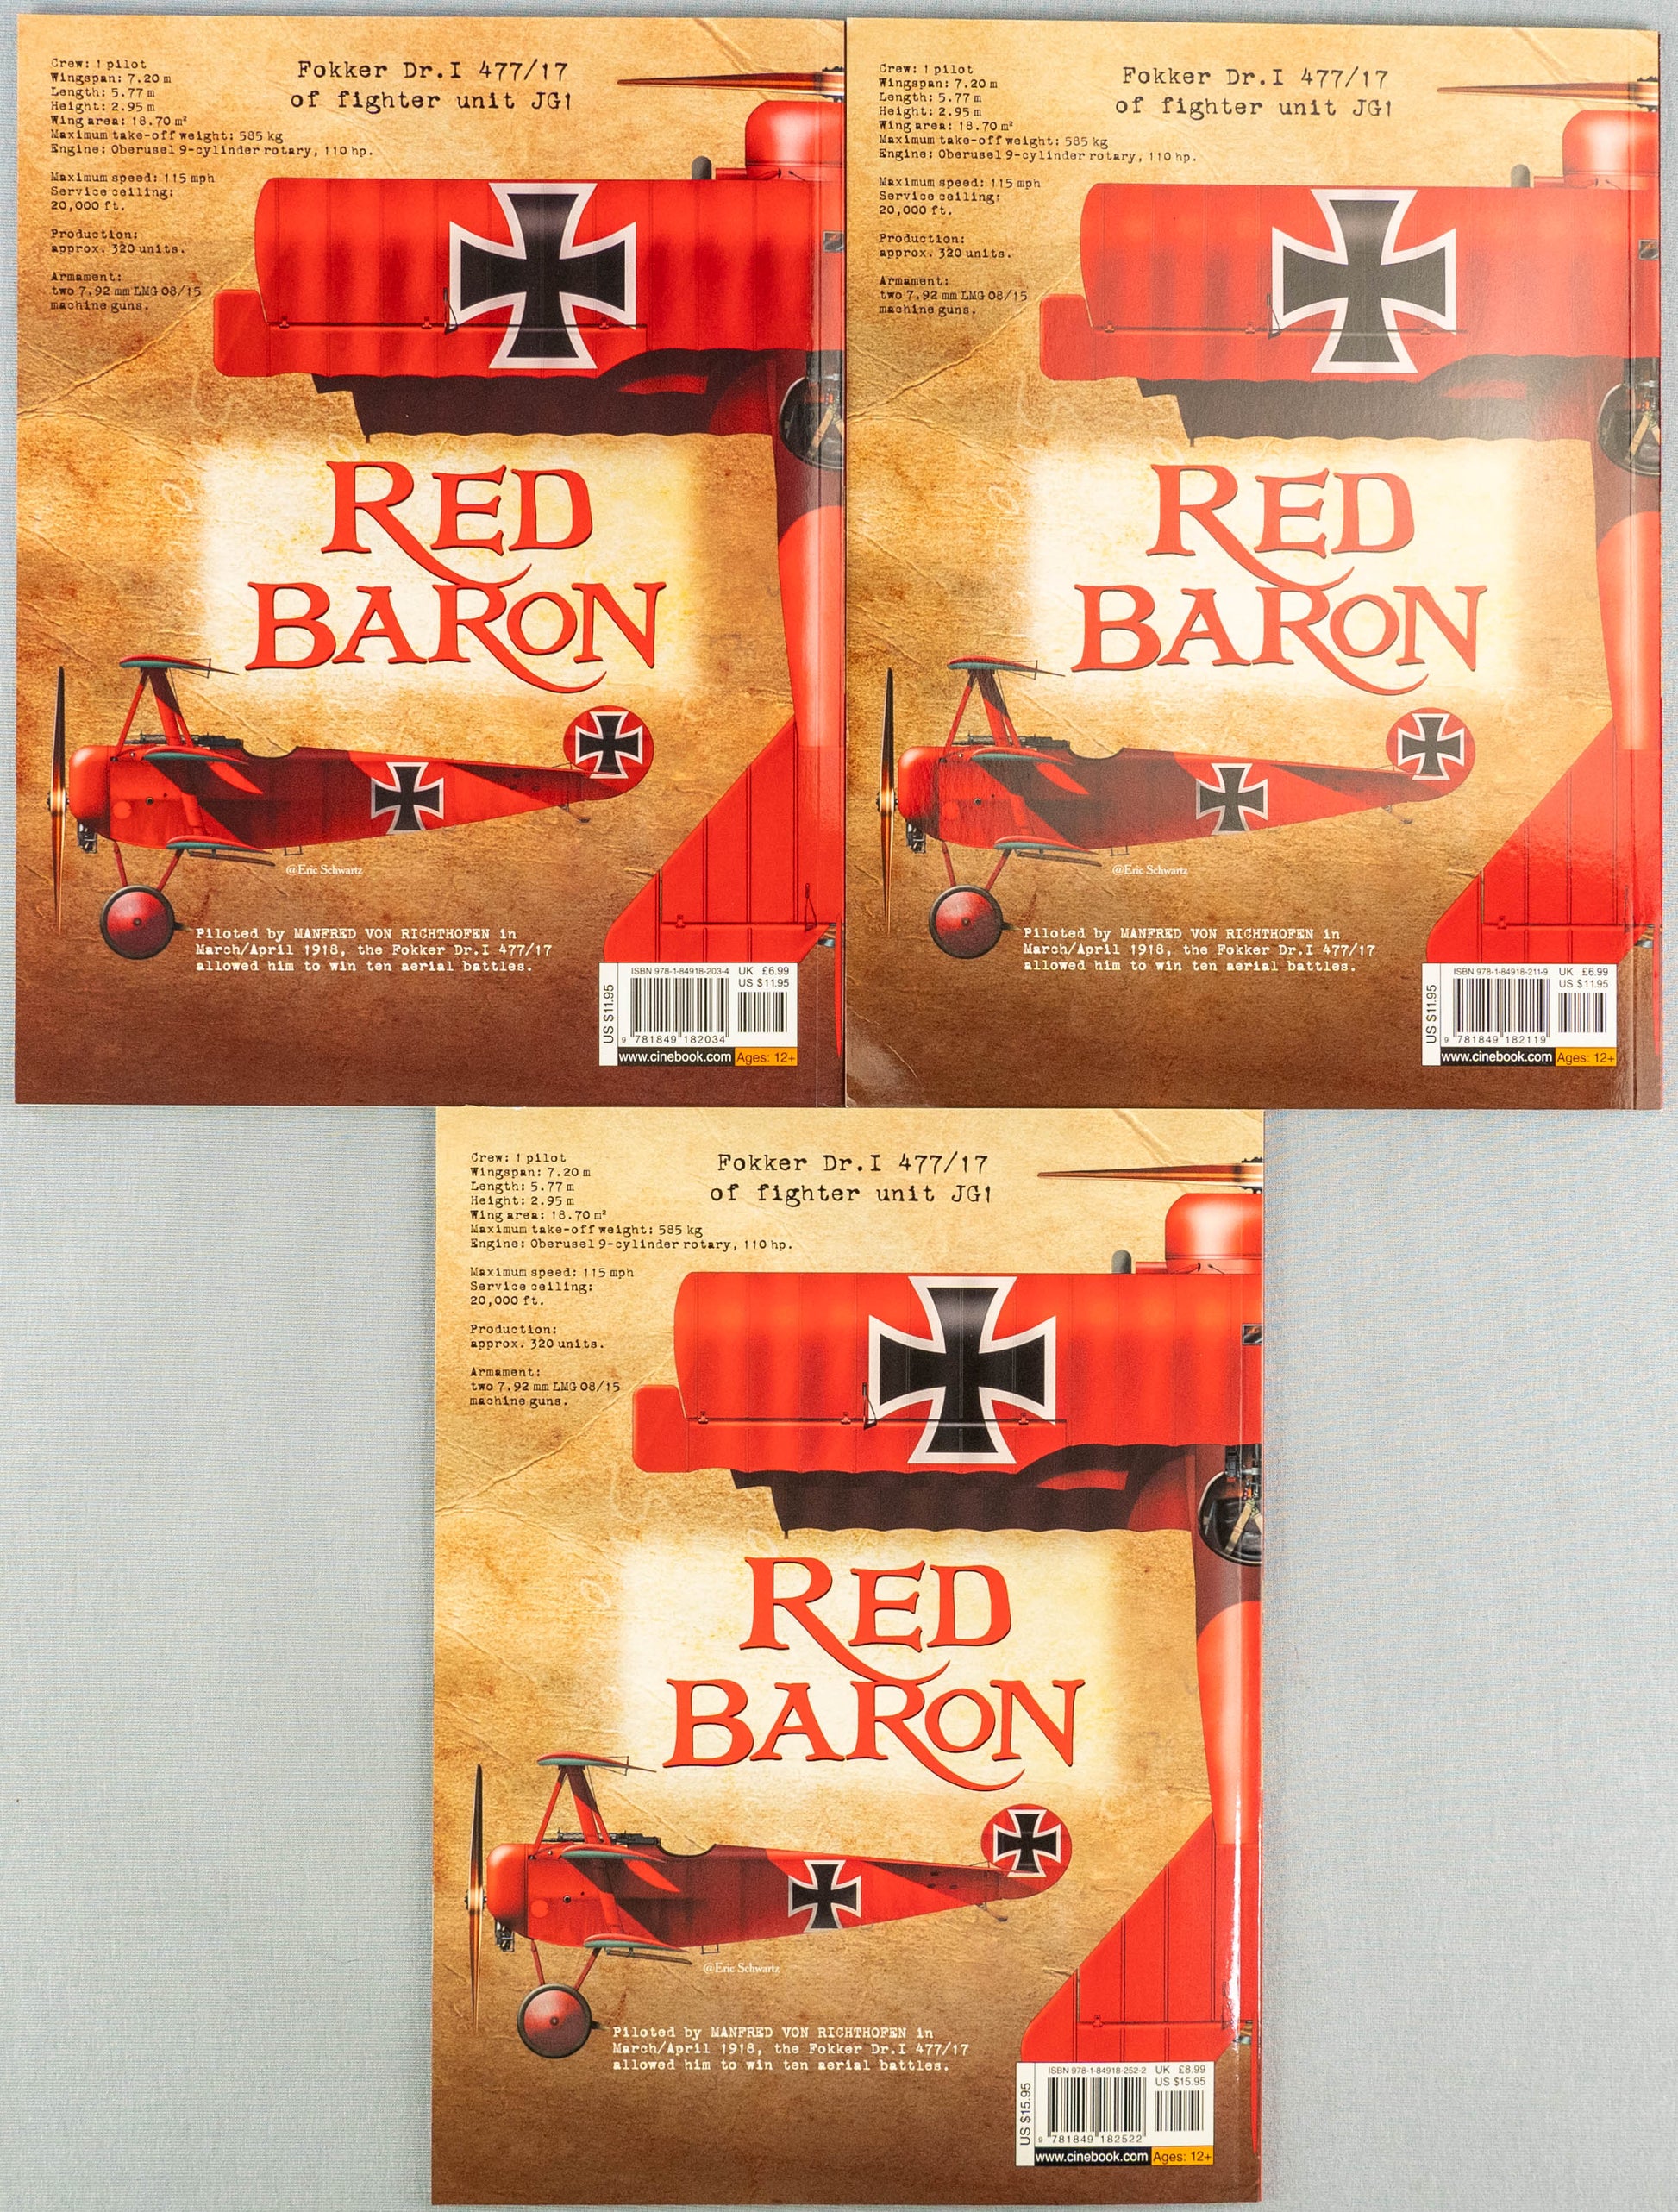 Crew: 1 pilot
Wingspan: 7.20 m
Length: 5.77 m
Height: 2.95 m
Wing area: 18.70 m²
Maximum take-off weight: 585 kg
Engine: Oberusel 9-cylinder rotary, 110 hp.
Maximum speed: 115 mph
Service ceiling:
20,000 ft.
Production:
approx. 320 units.
Armament:
two 7,92 mm LMG 08/15
machine guns.
Fokker Dr.I 477/17
of fighter unit JG1
RED
BARON
@Eric Schwartz
Piloted by MANFRED VON RICHTHOFEN in
March/April 1918, the Fokker Dr.I 477/17
allowed him to win ten aerial battles.
US $11.95
ISBN 978-1-84918-203-4 UK £6.99
US $11.95
9 781849 182034
www.cinebook.com Ages: 12+
Crew: 1 pilot
Wingspan: 7.20 m
Length: 5.77 m
Height: 2.95 m
Wing area: 18.70 m²
Maximum take-off weight: 585 kg
Engine: Oberusel 9-cylinder rotary, 110 hp.
Maximum speed: 115 mph
Service ceiling:
20,000 ft.
Production:
approx. 320 units.
Armament:
two 7,92 mm LMG 08/15
machine guns.
Fokker Dr.I 477/17
of fighter unit JG1
RED
BARON
@Eric Schwartz
Piloted by MANFRED VON RICHTHOFEN in
March/April 1918, the Fokker Dr.I 477/17
allowed him to win ten aerial battles.
US $11.95
ISBN 978-1-84918-211-9 UK £6.99
US $11.95
9 781849 182119
www.cinebook.com Ages: 12+
Crew: 1 pilot
Wingspan: 7.20 m
Length: 5.77 m
Height: 2.95 m
Wing area: 18.70 m²
Maximum take-off weight: 585 kg
Engine: Oberusel 9-cylinder rotary, 110 hp.
Maximum speed: 115 mph
Service ceiling:
20,000 ft.
Production:
approx. 320 units.
Armament:
two 7,92 mm LMG 08/15
machine guns.
Fokker Dr.I 477/17
of fighter unit JG1
RED
BARON
@Eric Schwartz
Piloted by MANFRED VON RICHTHOFEN in
March/April 1918, the Fokker Dr.I 477/17
allowed him to win ten aerial battles.
US $15.95
ISBN 978-1-84918-252-2 UK £8.99
US $15.95
9 781849 182522
www.cinebook.com Ages: 12+